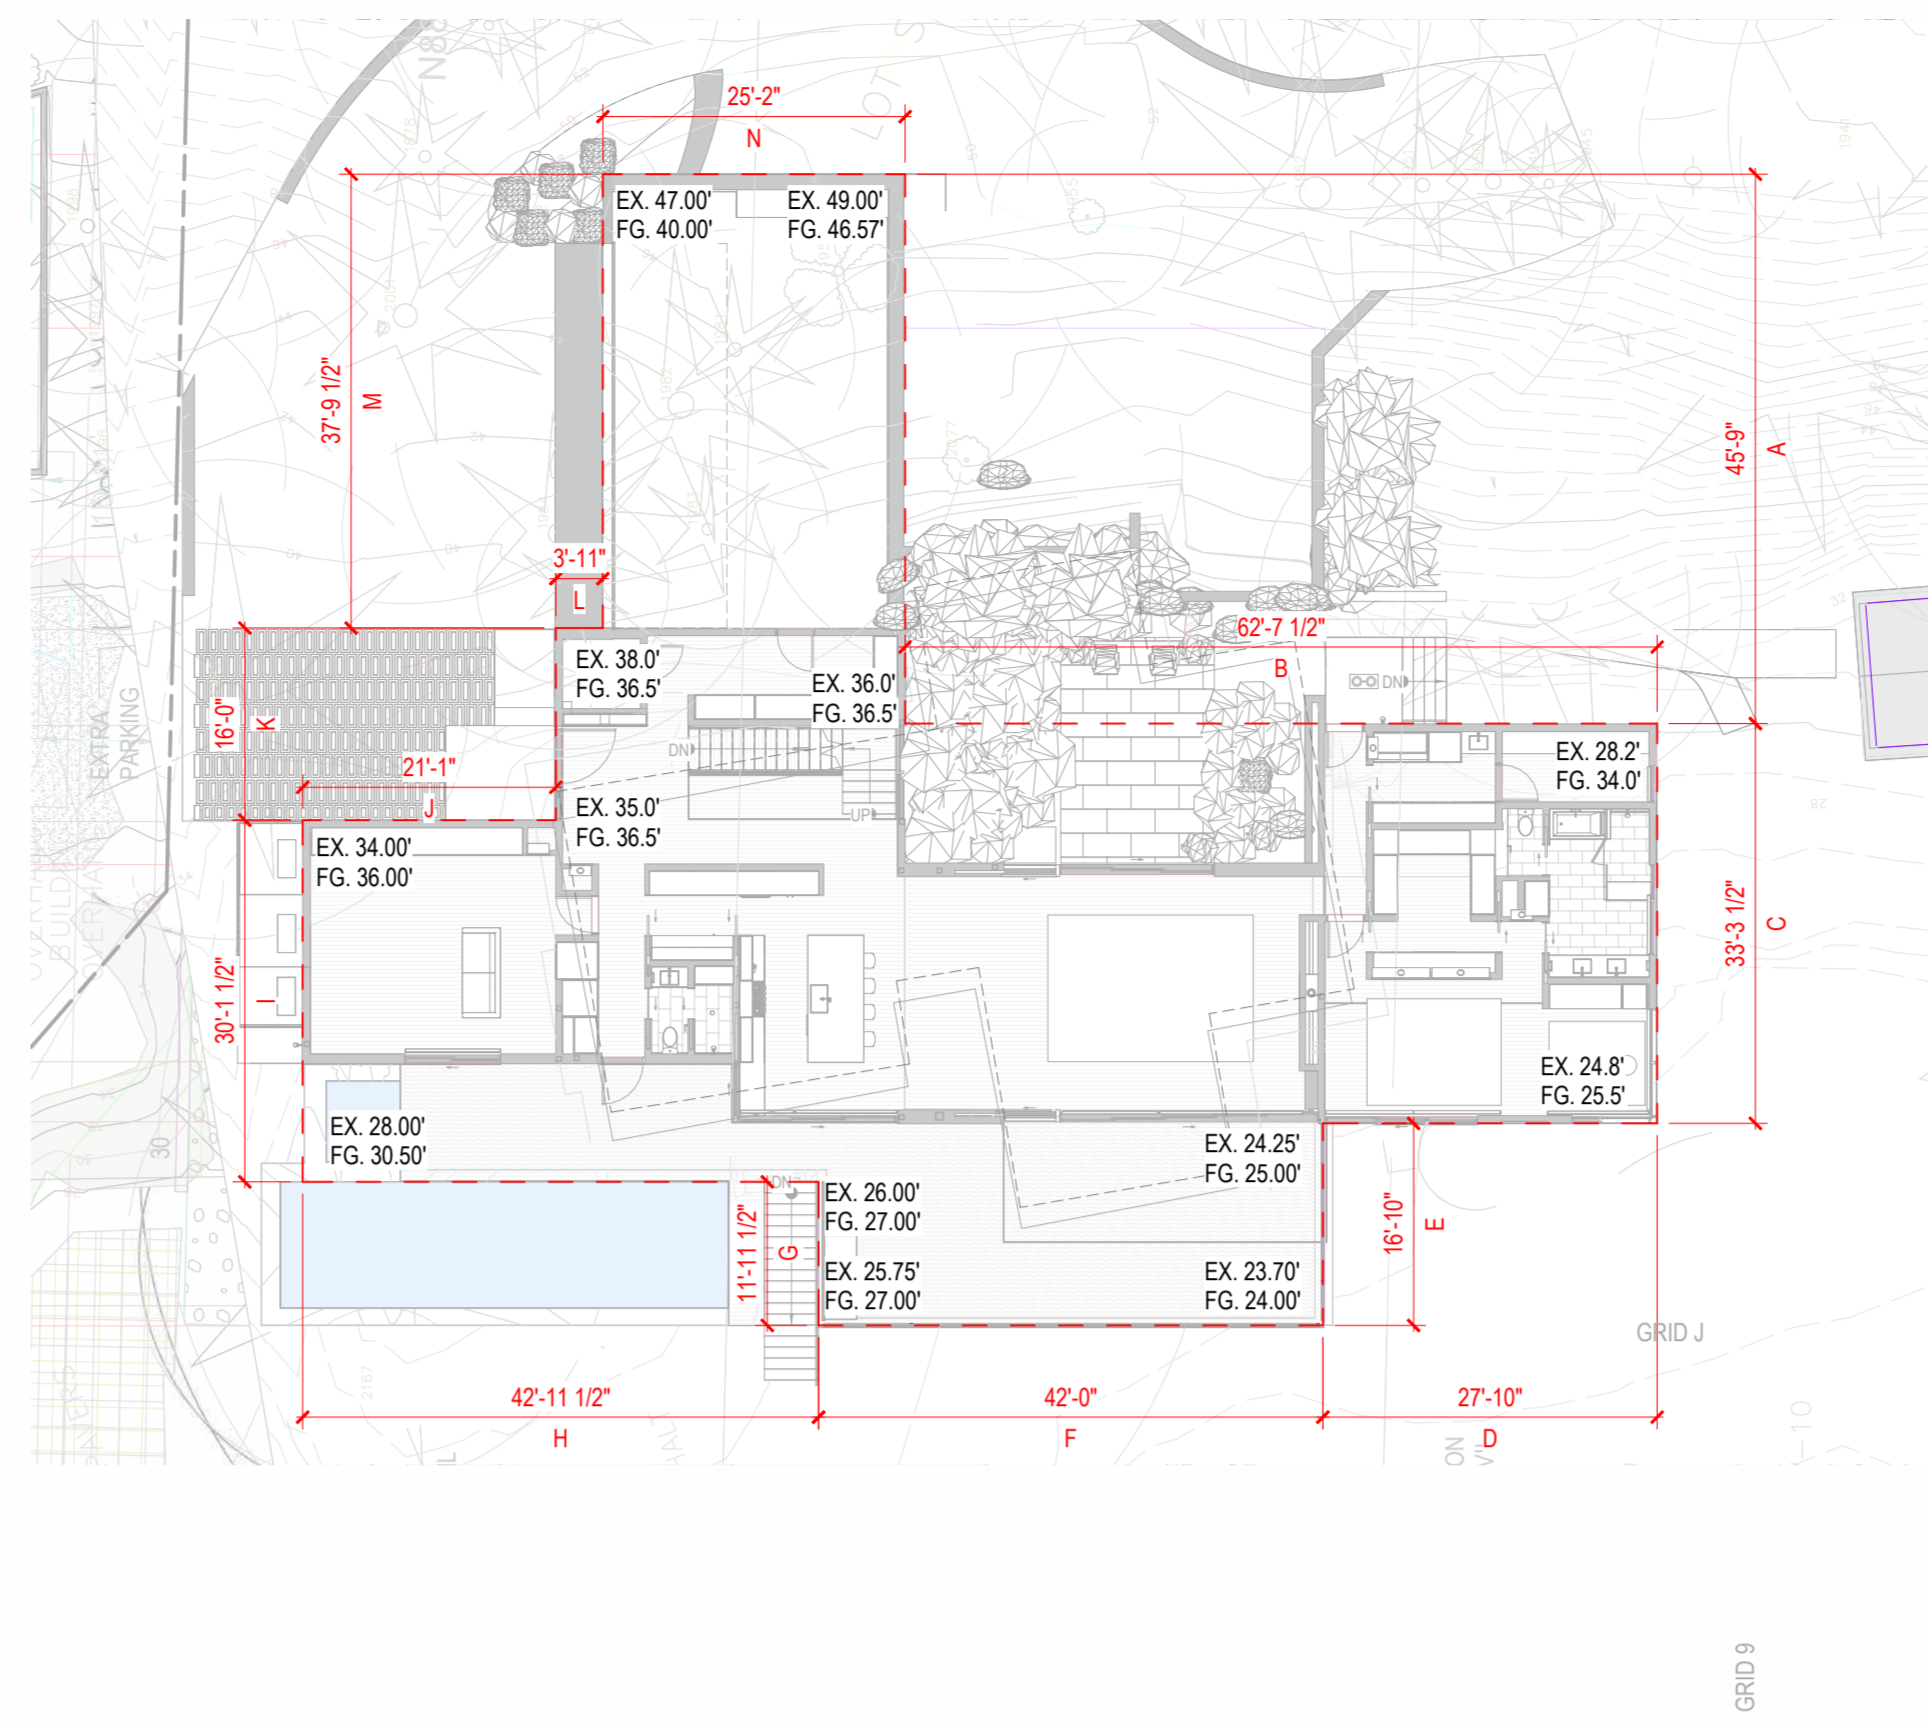 N88
LOT
S
25'-2"
N
EX. 47.00'
FG. 40.00'
EX. 49.00'
FG. 46.57'
37'-9 1/2"
M
45'-9"
A
3'-11"
L
62'-7 1/2"
B
EX. 38.0'
FG. 36.5'
EX. 36.0'
FG. 36.5'
DN
DN
16'-0"
K
EXTRA
PARKING
21'-1"
J
EX. 28.2'
FG. 34.0'
EX. 35.0'
FG. 36.5'
UP
EX. 34.00'
FG. 36.00'
33'-3 1/2"
C
30'-11 1/2"
I
EX. 24.8'
FG. 25.5'
EX. 28.00'
FG. 30.50'
EX. 24.25'
FG. 25.00'
30
DN
EX. 26.00'
FG. 27.00'
11'-11 1/2"
G
16'-10"
E
EX. 25.75'
FG. 27.00'
EX. 23.70'
FG. 24.00'
GRID J
2167
42'-11 1/2"
H
42'-0"
F
27'-10"
D
GRID 9